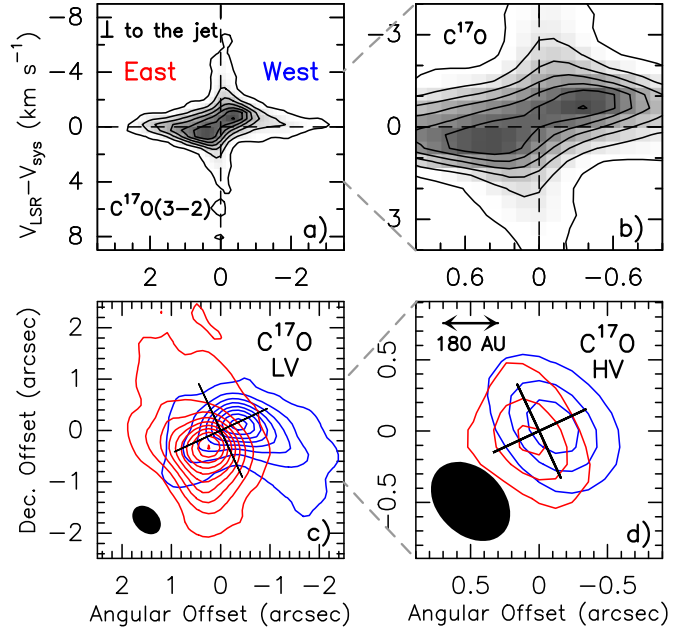 ⊥ to the jet
East West
C¹⁷O(3−2)
a)
−8
−4
0
4
8
V_LSR−V_sys (km s⁻¹)
2 0 −2
C¹⁷O
b)
−3
0
3
0.6 0 −0.6
C¹⁷O
LV
c)
2
1
0
−1
−2
Dec. Offset (arcsec)
2 1 0 −1 −2
Angular Offset (arcsec)
180 AU
C¹⁷O
HV
d)
0.5
0
−0.5
0.5 0 −0.5
Angular Offset (arcsec)